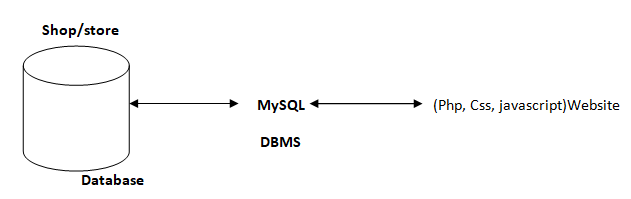 Shop/store
MySQL
(Php, Css, javascript)Website
DBMS
Database